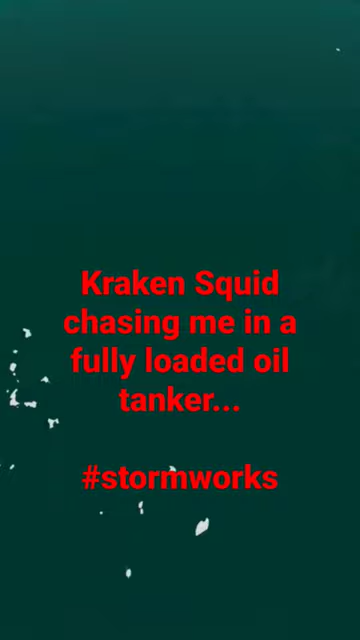 Kraken Squid
chasing me in a
fully loaded oil
tanker...
#stormworks